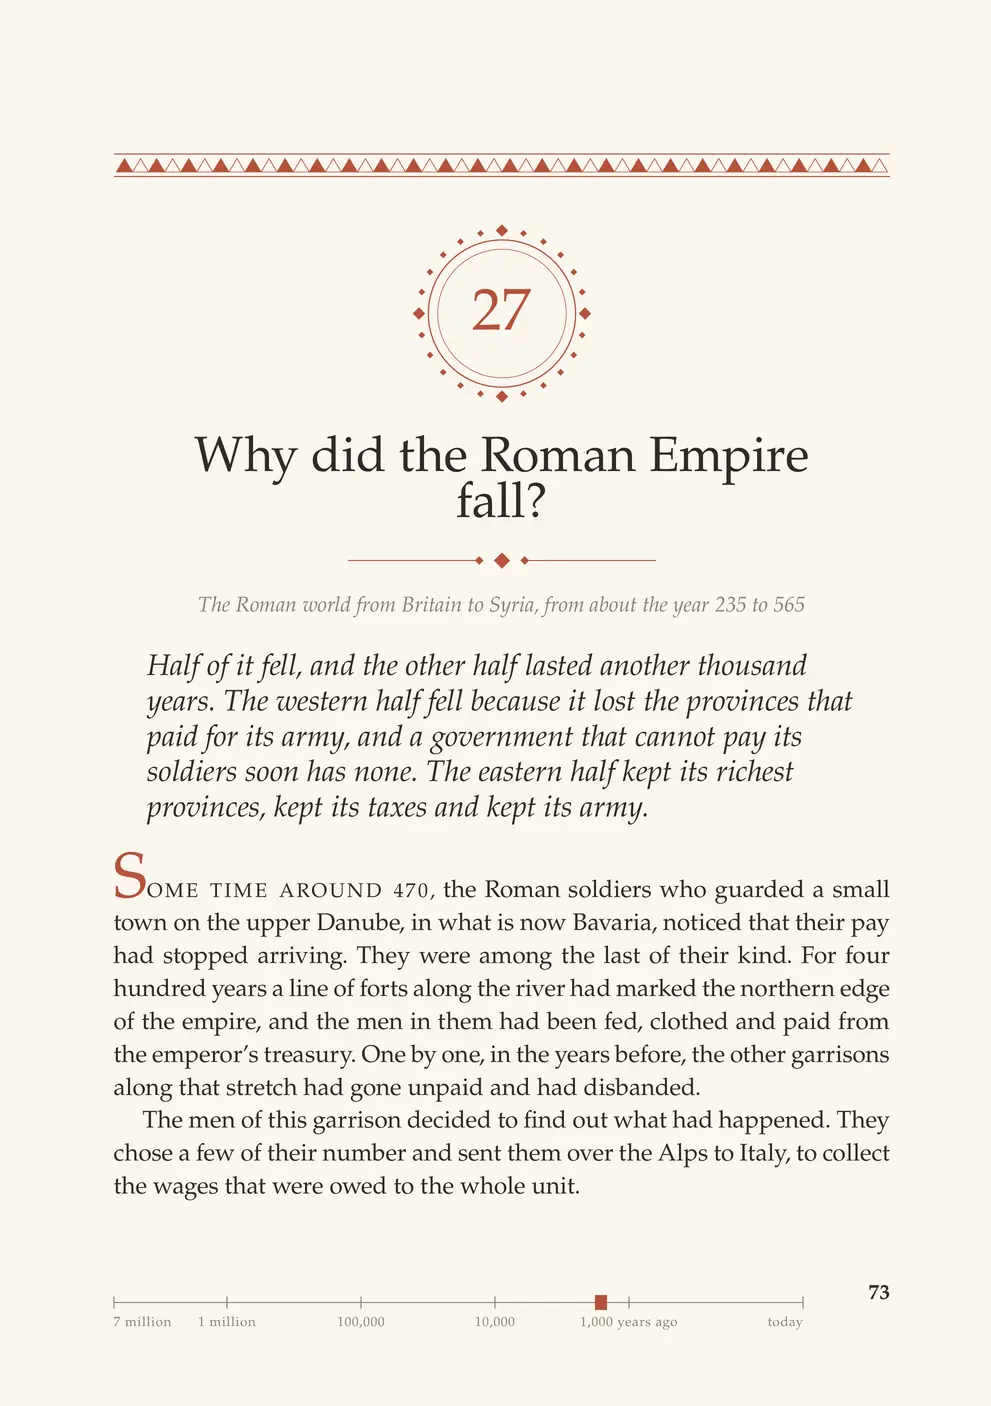 27
Why did the Roman Empire
fall?
The Roman world from Britain to Syria, from about the year 235 to 565
Half of it fell, and the other half lasted another thousand
years. The western half fell because it lost the provinces that
paid for its army, and a government that cannot pay its
soldiers soon has none. The eastern half kept its richest
provinces, kept its taxes and kept its army.
SOME TIME AROUND 470, the Roman soldiers who guarded a small
town on the upper Danube, in what is now Bavaria, noticed that their pay
had stopped arriving. They were among the last of their kind. For four
hundred years a line of forts along the river had marked the northern edge
of the empire, and the men in them had been fed, clothed and paid from
the emperor’s treasury. One by one, in the years before, the other garrisons
along that stretch had gone unpaid and had disbanded.
The men of this garrison decided to find out what had happened. They
chose a few of their number and sent them over the Alps to Italy, to collect
the wages that were owed to the whole unit.
73
7 million 1 million 100,000 10,000 1,000 years ago today